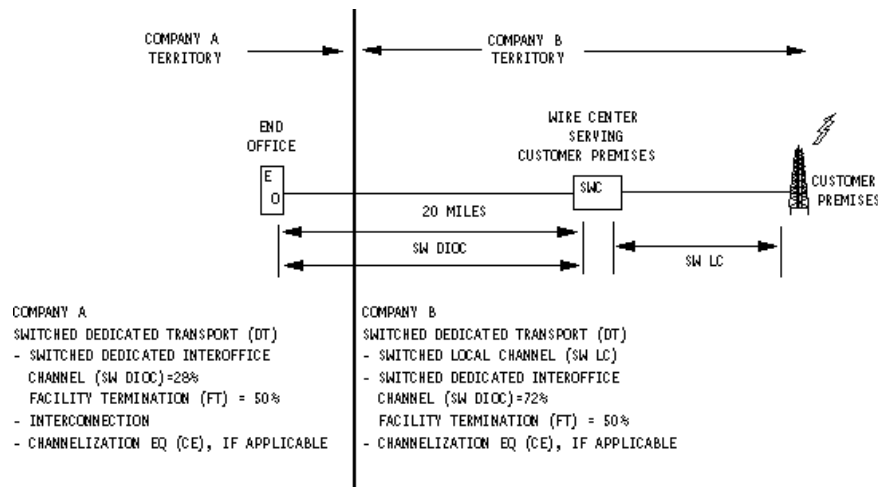 COMPANY A
TERRITORY
COMPANY B
TERRITORY
END
OFFICE
WIRE CENTER
SERVING
CUSTOMER PREMISES
E
O
SWC
CUSTOMER
PREMISES
20 MILES
SW DIOC
SW LC
COMPANY A
SWITCHED DEDICATED TRANSPORT (DT)
- SWITCHED DEDICATED INTEROFFICE
CHANNEL (SW DIOC)=28%
FACILITY TERMINATION (FT) = 50%
- INTERCONNECTION
- CHANNELIZATION EQ (CE), IF APPLICABLE
COMPANY B
SWITCHED DEDICATED TRANSPORT (DT)
- SWITCHED LOCAL CHANNEL (SW LC)
- SWITCHED DEDICATED INTEROFFICE
CHANNEL (SW DIOC)=72%
FACILITY TERMINATION (FT) = 50%
- CHANNELIZATION EQ (CE), IF APPLICABLE